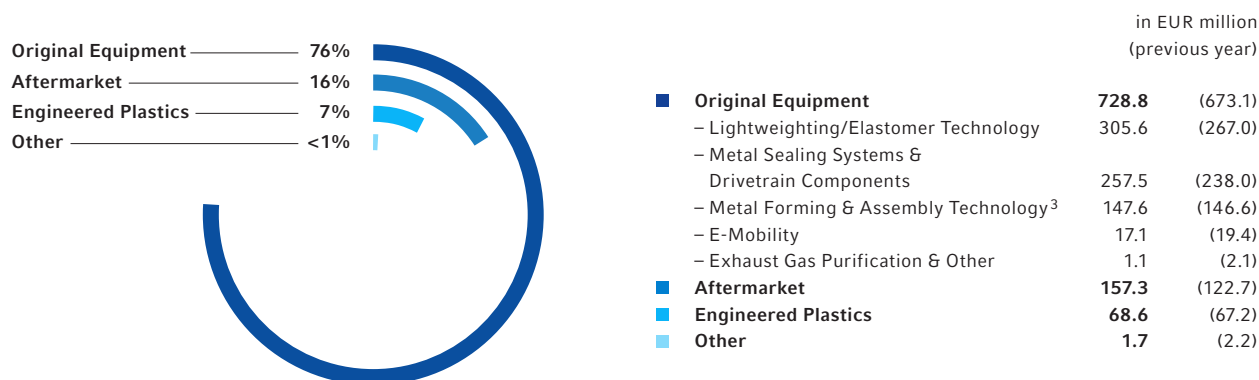 Original Equipment 76%
Aftermarket 16%
Engineered Plastics 7%
Other <1%
in EUR million
(previous year)
Original Equipment 728.8 (673.1)
– Lightweighting/Elastomer Technology 305.6 (267.0)
– Metal Sealing Systems &
Drivetrain Components 257.5 (238.0)
– Metal Forming & Assembly Technology³ 147.6 (146.6)
– E-Mobility 17.1 (19.4)
– Exhaust Gas Purification & Other 1.1 (2.1)
Aftermarket 157.3 (122.7)
Engineered Plastics 68.6 (67.2)
Other 1.7 (2.2)